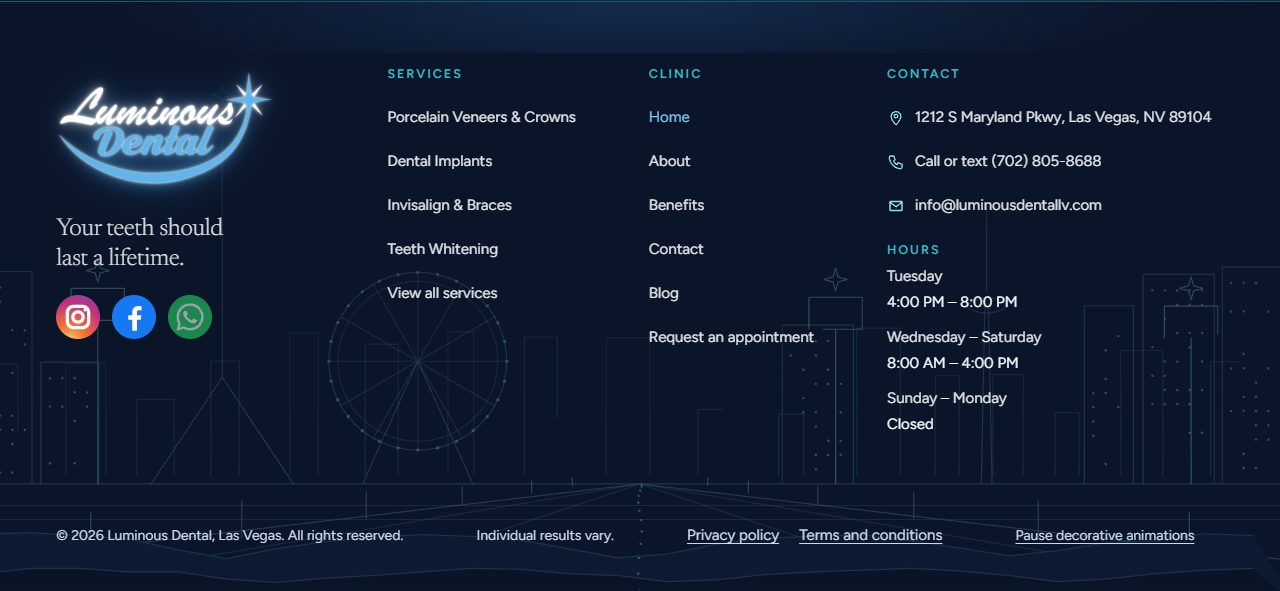 Luminous
Dental
Your teeth should
last a lifetime.
SERVICES
Porcelain Veneers & Crowns
Dental Implants
Invisalign & Braces
Teeth Whitening
View all services
CLINIC
Home
About
Benefits
Contact
Blog
Request an appointment
CONTACT
1212 S Maryland Pkwy, Las Vegas, NV 89104
Call or text (702) 805-8688
info@luminousdentallv.com
HOURS
Tuesday
4:00 PM – 8:00 PM
Wednesday – Saturday
8:00 AM – 4:00 PM
Sunday – Monday
Closed
© 2026 Luminous Dental, Las Vegas. All rights reserved.
Individual results vary.
Privacy policy
Terms and conditions
Pause decorative animations